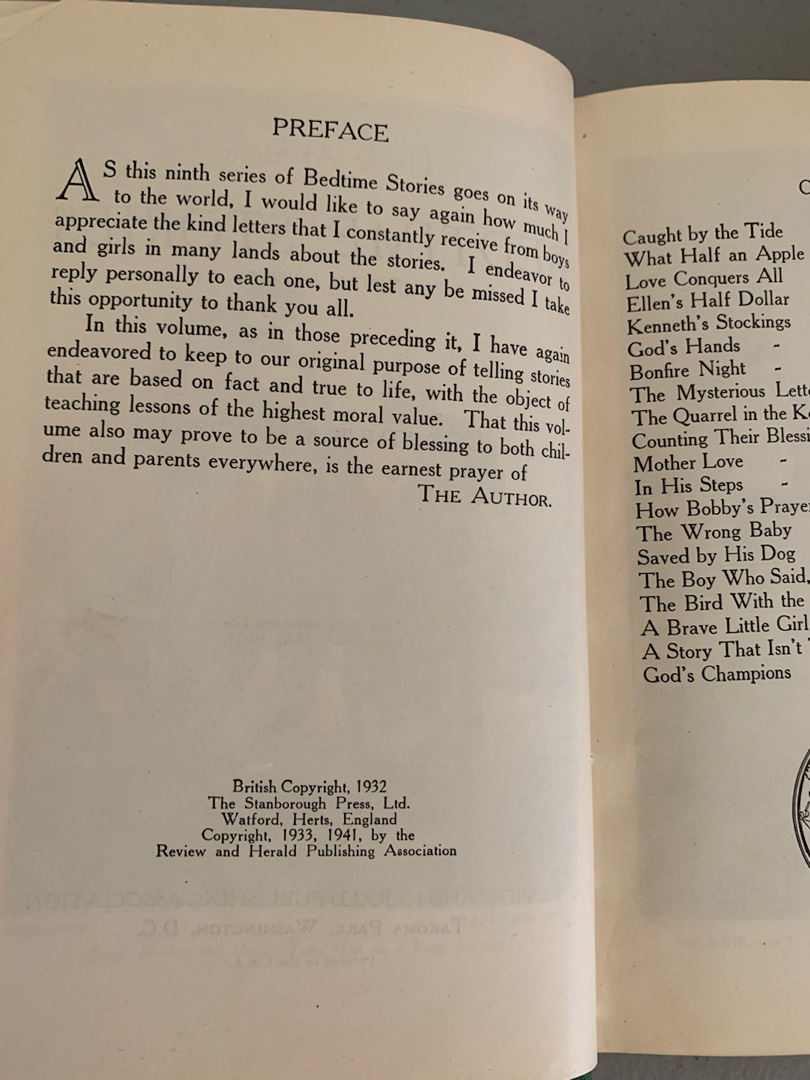 PREFACE
AS this ninth series of Bedtime Stories goes on its way
to the world, I would like to say again how much I
appreciate the kind letters that I constantly receive from boys
and girls in many lands about the stories. I endeavor to
reply personally to each one, but lest any be missed I take
this opportunity to thank you all.
In this volume, as in those preceding it, I have again
endeavored to keep to our original purpose of telling stories
that are based on fact and true to life, with the object of
teaching lessons of the highest moral value. That this vol-
ume also may prove to be a source of blessing to both chil-
dren and parents everywhere, is the earnest prayer of
THE AUTHOR.
British Copyright, 1932
The Stanborough Press, Ltd.
Watford, Herts, England
Copyright, 1933, 1941, by the
Review and Herald Publishing Association
Caught by the Tide
What Half an Apple
Love Conquers All
Ellen's Half Dollar
Kenneth's Stockings
God's Hands -
Bonfire Night -
The Mysterious
The Quarrel in the
Counting Their
Mother Love -
In His Steps -
How Bobby's
The Wrong Baby
Saved by His Dog
The Boy Who Said,
The Bird With the
A Brave Little Girl
A Story That Isn't
God's Champions